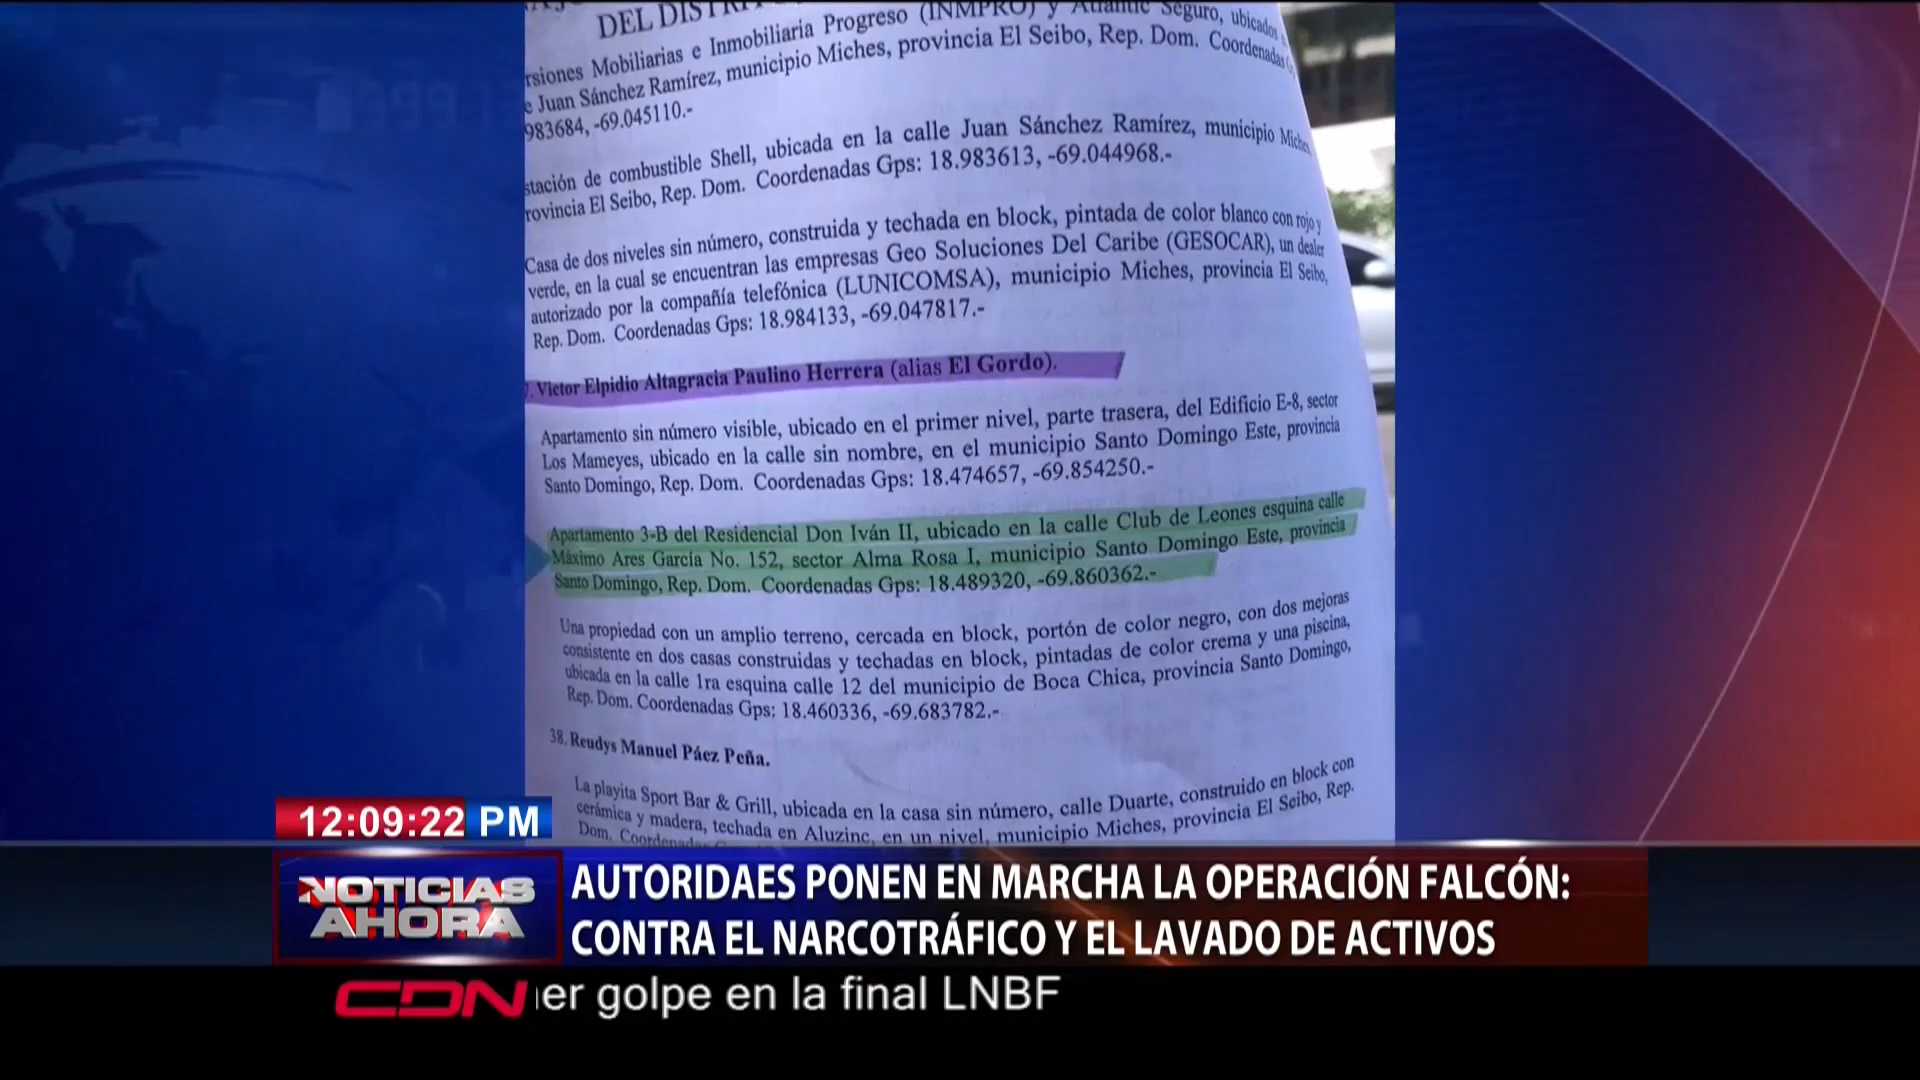 DEL DISTR
rsiones Mobiliarias e Inmobiliaria Progreso (INMPRO) y Atlantic Seguro, ubicados
e Juan Sánchez Ramírez, municipio Miches, provincia El Seibo, Rep. Dom. Coordenadas
983684, -69.045110.-
stación de combustible Shell, ubicada en la calle Juan Sánchez Ramírez, municipio Miches,
rovincia El Seibo, Rep. Dom. Coordenadas Gps: 18.983613, -69.044968.-
Casa de dos niveles sin número, construida y techada en block, pintada de color blanco con rojo y
verde, en la cual se encuentran las empresas Geo Soluciones Del Caribe (GESOCAR), un dealer
autorizado por la compañía telefónica (LUNICOMSA), municipio Miches, provincia El Seibo,
Rep. Dom. Coordenadas Gps: 18.984133, -69.047817.-
. Victor Elpidio Altagracia Paulino Herrera (alias El Gordo).
Apartamento sin número visible, ubicado en el primer nivel, parte trasera, del Edificio E-8, sector
Los Mameyes, ubicado en la calle sin nombre, en el municipio Santo Domingo Este, provincia
Santo Domingo, Rep. Dom. Coordenadas Gps: 18.474657, -69.854250.-
Apartamento 3-B del Residencial Don Iván II, ubicado en la calle Club de Leones esquina calle
Máximo Ares García No. 152, sector Alma Rosa I, municipio Santo Domingo Este, provincia
Santo Domingo, Rep. Dom. Coordenadas Gps: 18.489320, -69.860362.-
Una propiedad con un amplio terreno, cercada en block, portón de color negro, con dos mejoras
consistente en dos casas construidas y techadas en block, pintadas de color crema y una piscina,
ubicada en la calle 1ra esquina calle 12 del municipio de Boca Chica, provincia Santo Domingo,
Rep. Dom. Coordenadas Gps: 18.460336, -69.683782.-
38. Reudys Manuel Páez Peña.
La playita Sport Bar & Grill, ubicada en la casa sin número, calle Duarte, construido en block con
cerámica y madera, techada en Aluzinc, en un nivel, municipio Miches, provincia El Seibo, Rep.
Dom. Coordenadas
12:09:22 PM
NOTICIAS
AHORA
AUTORIDAES PONEN EN MARCHA LA OPERACIÓN FALCÓN:
CONTRA EL NARCOTRÁFICO Y EL LAVADO DE ACTIVOS
CDN
er golpe en la final LNBF